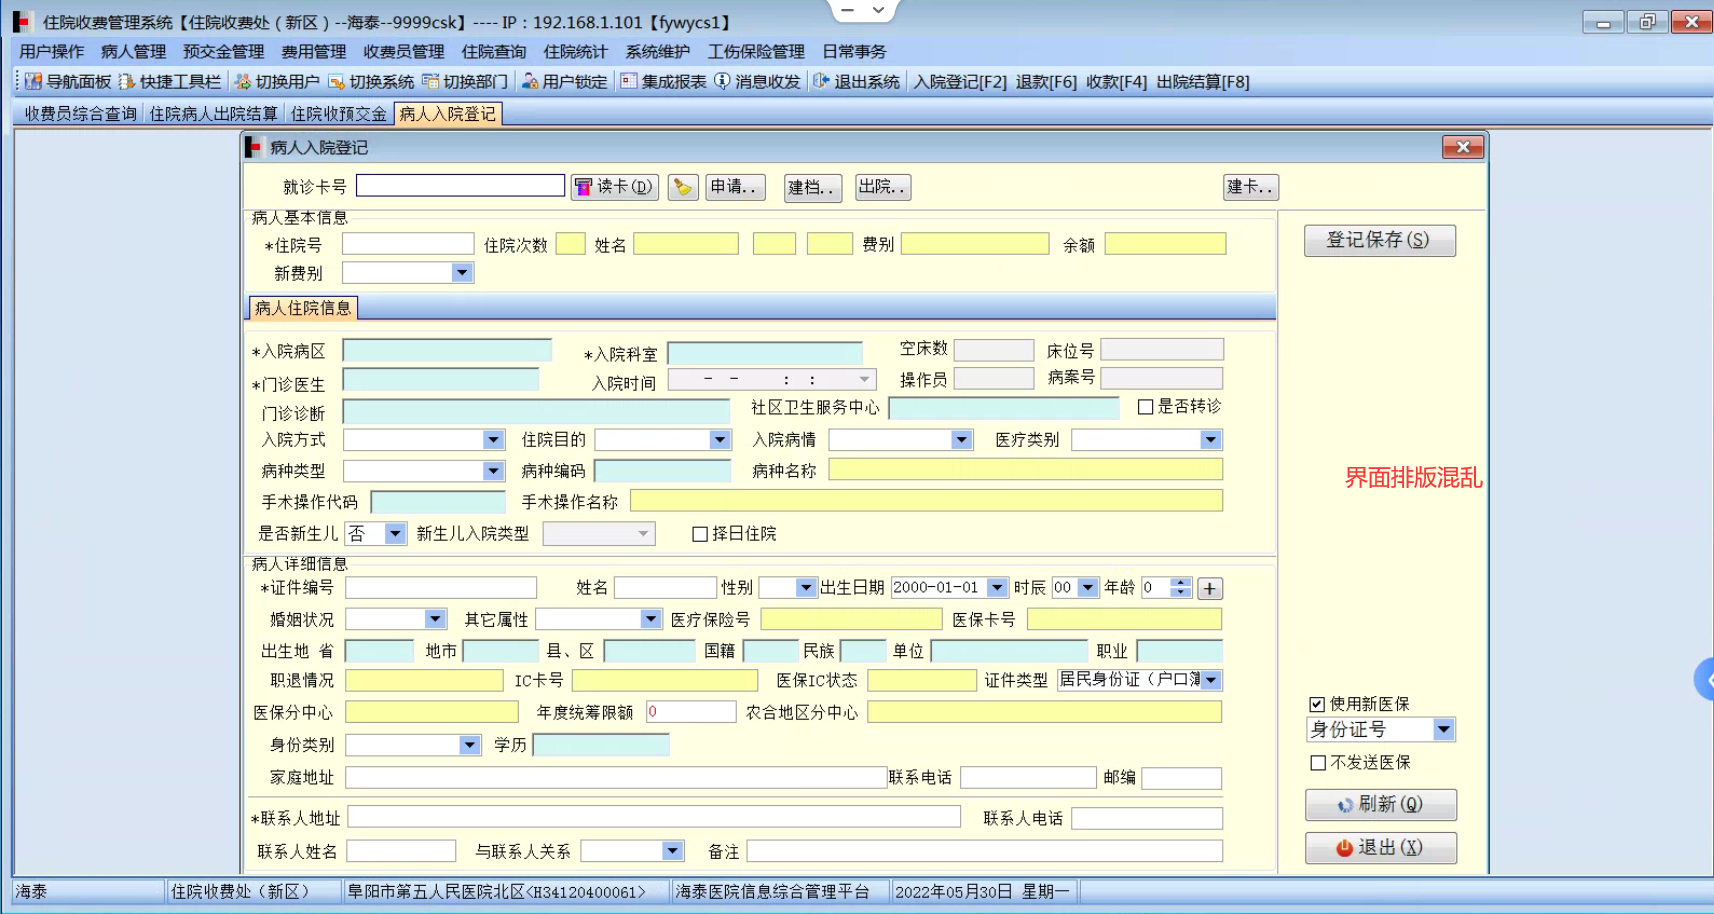 住院收费管理系统【住院收费处（新区）--海泰--9999csk】---- IP：192.168.1.101【fywycs1】
用户操作 病人管理 预交金管理 费用管理 收费员管理 住院查询 住院统计 系统维护 工伤保险管理 日常事务
导航面板 快捷工具栏 切换用户 切换系统 切换部门 用户锁定 集成报表 消息收发 退出系统 入院登记[F2] 退款[F6] 收款[F4] 出院结算[F8]
收费员综合查询 住院病人出院结算 住院收预交金 病人入院登记
病人入院登记
就诊卡号 读卡(D) 申请.. 建档.. 出院.. 建卡..
病人基本信息
*住院号 住院次数 姓名 费别 余额 登记保存(S)
新费别
病人住院信息
*入院病区 *入院科室 空床数 床位号
*门诊医生 入院时间 - - : : 操作员 病案号
门诊诊断 社区卫生服务中心 是否转诊
入院方式 住院目的 入院病情 医疗类别
病种类型 病种编码 病种名称 界面排版混乱
手术操作代码 手术操作名称
是否新生儿 否 新生儿入院类型 择日住院
病人详细信息
*证件编号 姓名 性别 出生日期 2000-01-01 时辰 00 年龄 0 +
婚姻状况 其它属性 医疗保险号 医保卡号
出生地 省 地市 县、区 国籍 民族 单位 职业
职退情况 IC卡号 医保IC状态 证件类型 居民身份证（户口簿
医保分中心 年度统筹限额 0 农合地区分中心 使用新医保
身份证号
身份类别 学历 不发送医保
家庭地址 联系电话 邮编
刷新(Q)
*联系人地址 联系人电话
联系人姓名 与联系人关系 备注 退出(X)
海泰 住院收费处（新区） 阜阳市第五人民医院北区<H34120400061> 海泰医院信息综合管理平台 2022年05月30日 星期一